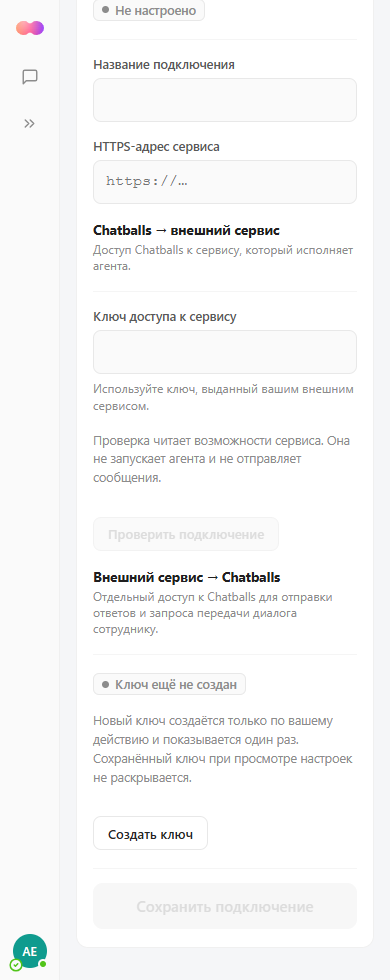 Не настроено
Название подключения
HTTPS-адрес сервиса
https://…
Chatballs → внешний сервис
Доступ Chatballs к сервису, который исполняет
агента.
Ключ доступа к сервису
Используйте ключ, выданный вашим внешним
сервисом.
Проверка читает возможности сервиса. Она
не запускает агента и не отправляет
сообщения.
Проверить подключение
Внешний сервис → Chatballs
Отдельный доступ к Chatballs для отправки
ответов и запроса передачи диалога
сотруднику.
Ключ ещё не создан
Новый ключ создаётся только по вашему
действию и показывается один раз.
Сохранённый ключ при просмотре настроек
не раскрывается.
Создать ключ
Сохранить подключение
AE